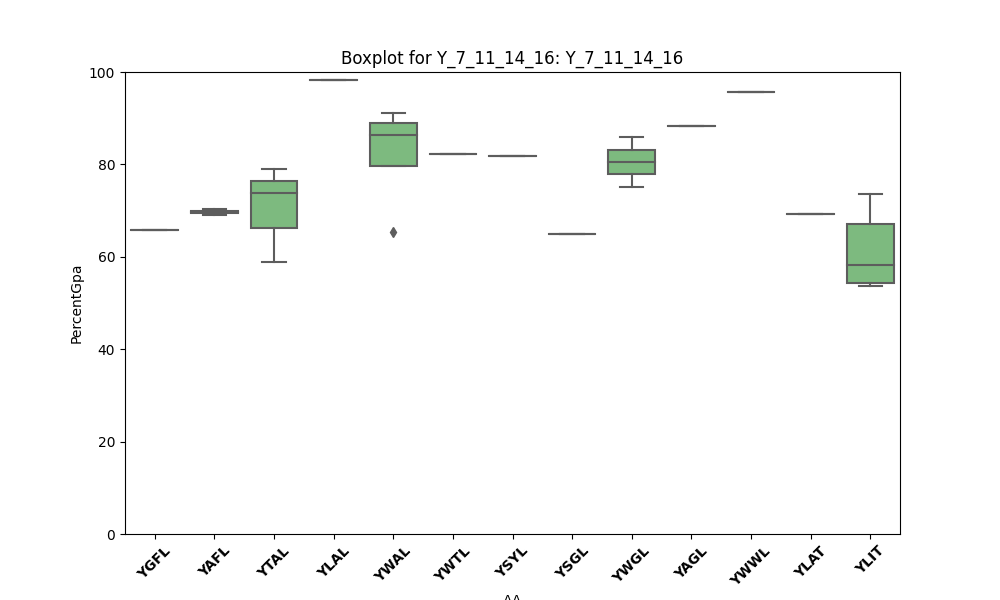 Boxplot for Y_7_11_14_16: Y_7_11_14_16
100
80
60
40
20
0
PercentGpa
YGFL YAFL YTAL YLAL YWAL YWTL YSYL YSGL YWGL YAGL YWWL YLAT YLIT
AA